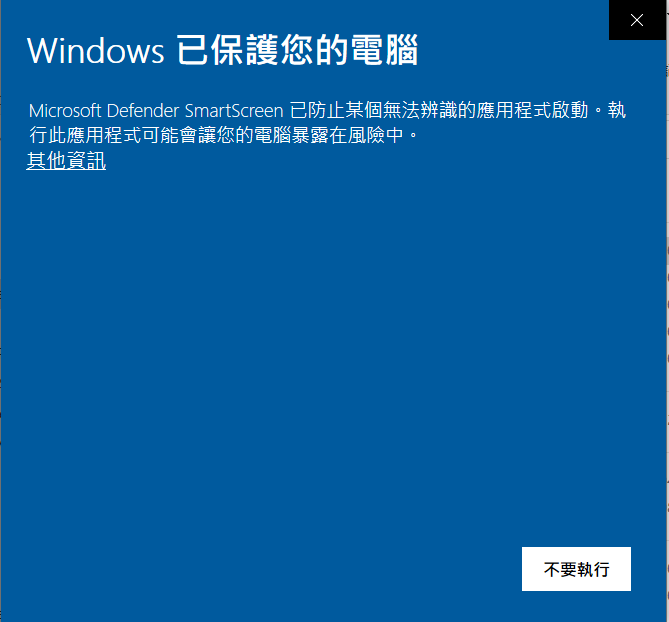 Windows 已保護您的電腦
Microsoft Defender SmartScreen 已防止某個無法辨識的應用程式啟動。執
行此應用程式可能會讓您的電腦暴露在風險中。
其他資訊
不要執行